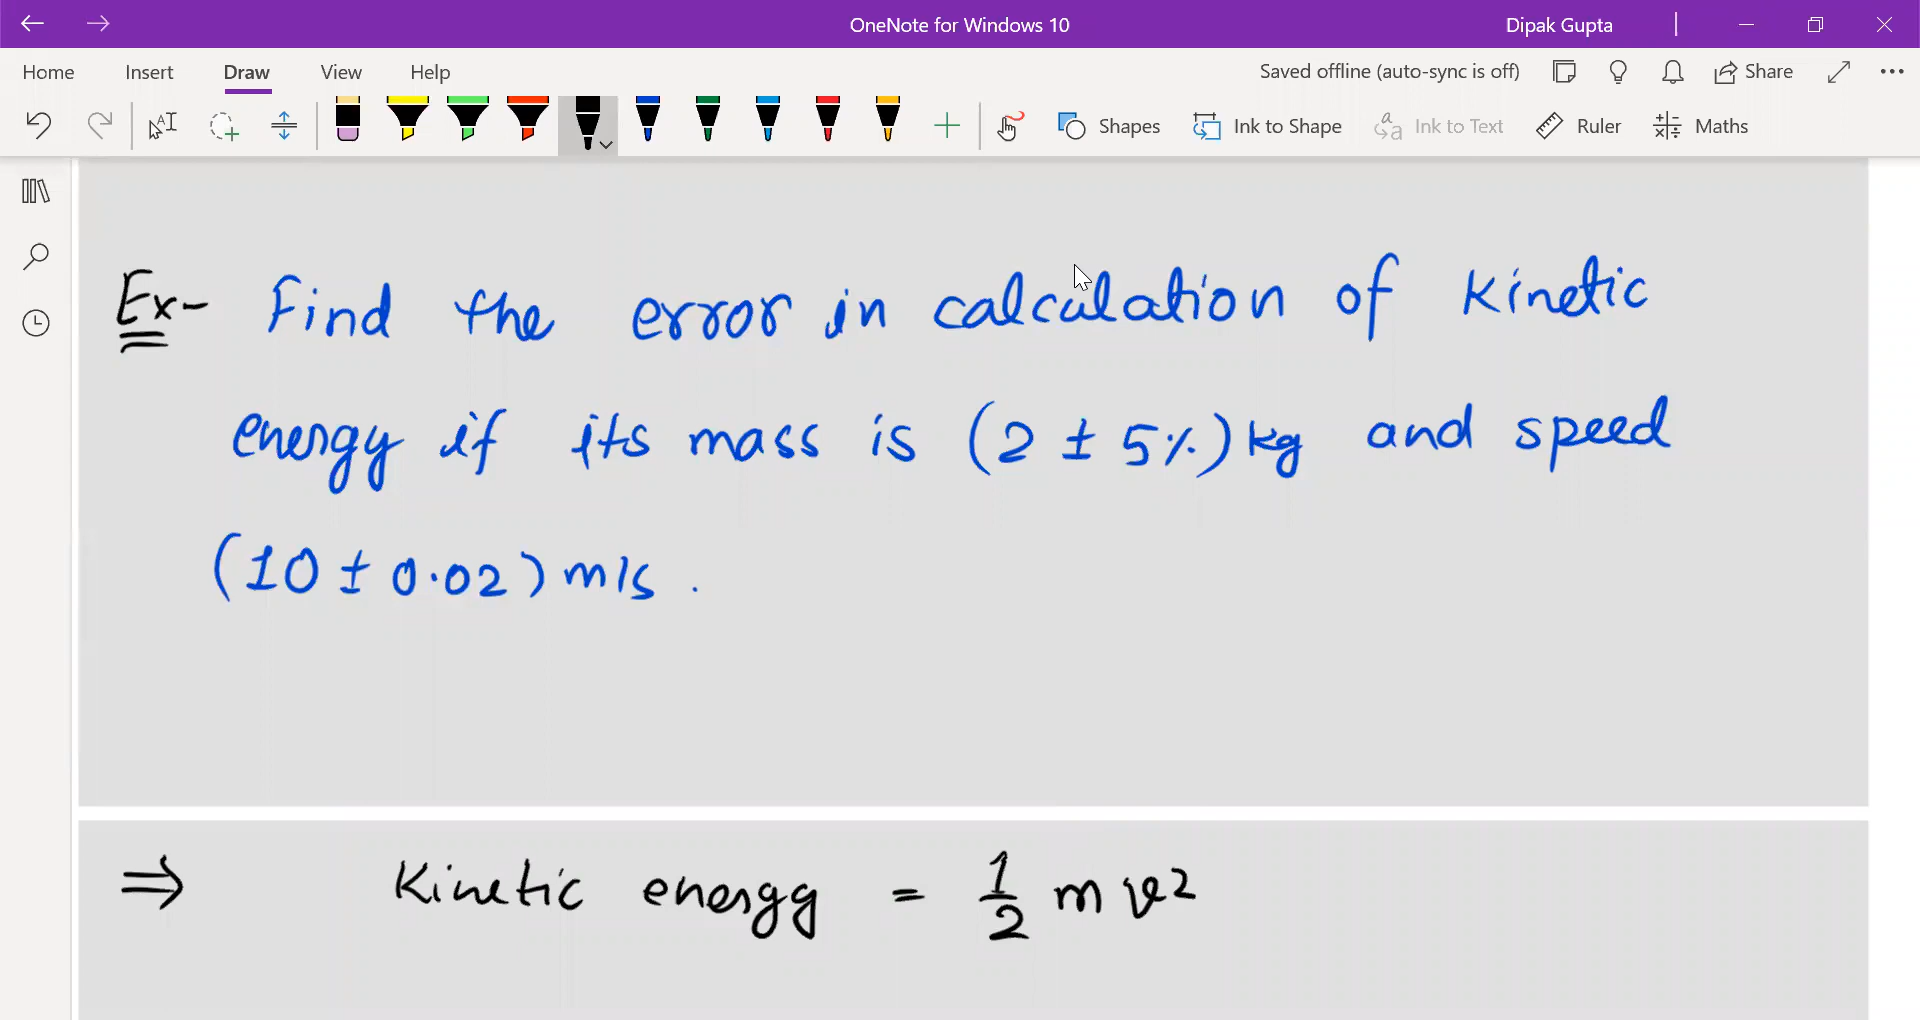 OneNote for Windows 10
Dipak Gupta
Home Insert Draw View Help
Saved offline (auto-sync is off) Share
Shapes Ink to Shape Ink to Text Ruler Maths
Ex- Find the error in calculation of kinetic
energy if its mass is (2 ± 5%) kg and speed
(10 ± 0.02) m/s .
⇒ Kinetic energy = 1/2 m v²